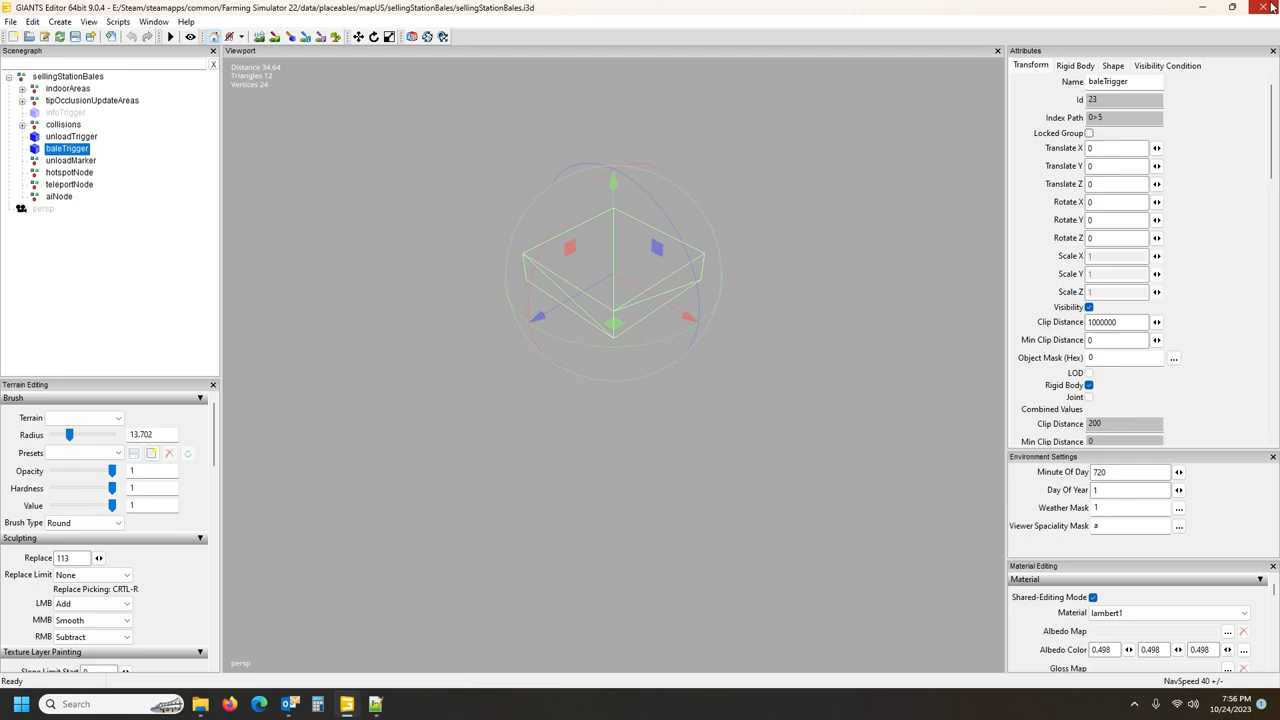 GIANTS Editor 64bit 9.0.4 - E:/Steam/steamapps/common/Farming Simulator 22/data/placeables/mapUS/sellingStationBales/sellingStationBales.i3d
File Edit Create View Scripts Window Help
Scenegraph
X
sellingStationBales
indoorAreas
tipOcclusionUpdateAreas
infoTrigger
collisions
unloadTrigger
baleTrigger
unloadMarker
hotspotNode
teleportNode
aiNode
persp
Terrain Editing
Brush
Terrain
Radius 13.702
Presets
Opacity 1
Hardness 1
Value 1
Brush Type Round
Sculpting
Replace 113
Replace Limit None
Replace Picking: CRTL-R
LMB Add
MMB Smooth
RMB Subtract
Texture Layer Painting
Slope Limit Start 0
Ready
Viewport
Distance 34.64
Triangles 12
Vertices 24
persp
Attributes
Transform Rigid Body Shape Visibility Condition
Name baleTrigger
Id 23
Index Path 0>5
Locked Group
Translate X 0
Translate Y 0
Translate Z 0
Rotate X 0
Rotate Y 0
Rotate Z 0
Scale X 1
Scale Y 1
Scale Z 1
Visibility
Clip Distance 1000000
Min Clip Distance 0
Object Mask (Hex) 0 ...
LOD
Rigid Body
Joint
Combined Values
Clip Distance 200
Min Clip Distance 0
Environment Settings
Minute Of Day 720
Day Of Year 1
Weather Mask 1 ...
Viewer Spaciality Mask a ...
Material Editing
Material
Shared-Editing Mode
Material lambert1
Albedo Map ...
Albedo Color 0.498 0.498 0.498 ...
Gloss Map ...
NavSpeed 40 +/-
Search
7:56 PM
10/24/2023